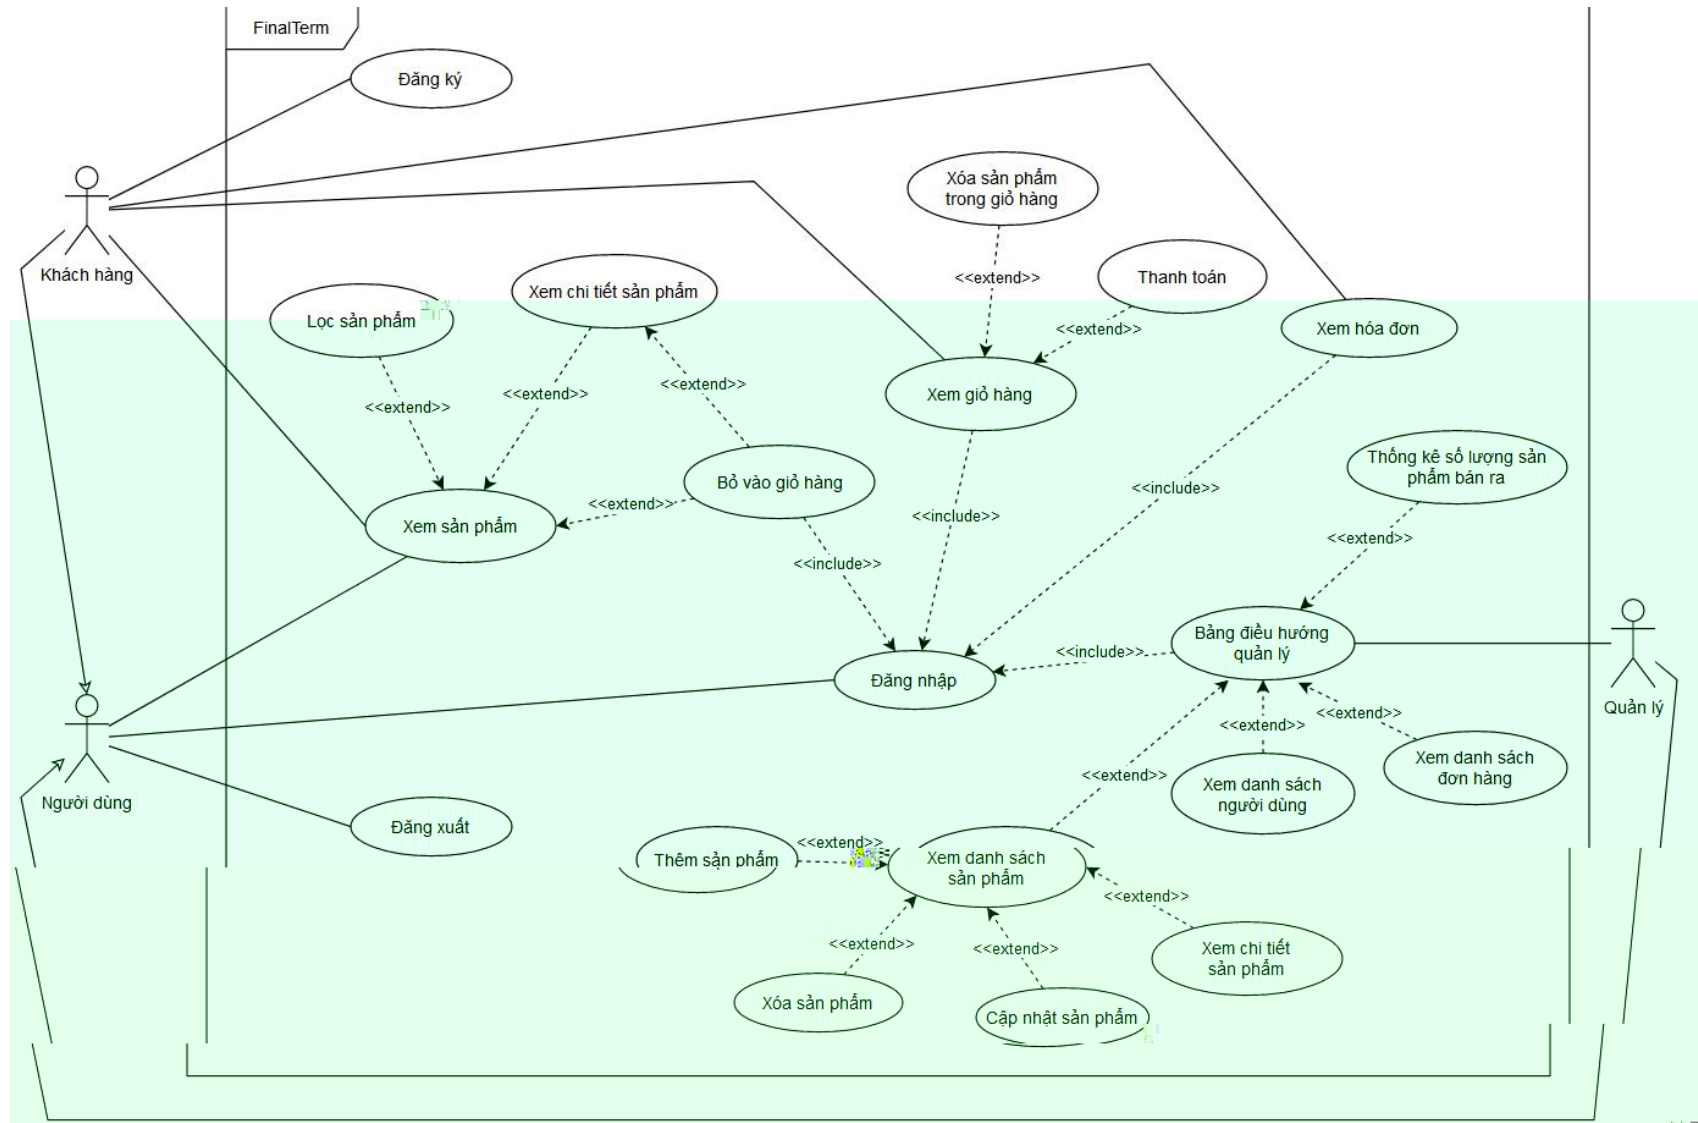 FinalTerm
Đăng ký
Xóa sản phẩm
trong giỏ hàng
Khách hàng
Xem chi tiết sản phẩm
<<extend>>
Thanh toán
Lọc sản phẩm
<<extend>>
Xem hóa đơn
<<extend>>
<<extend>>
<<extend>>
Xem giỏ hàng
Thống kê số lượng sản
phẩm bán ra
Bỏ vào giỏ hàng
<<include>>
<<extend>>
Xem sản phẩm
<<include>>
<<extend>>
<<include>>
Bảng điều hướng
quản lý
<<include>>
Đăng nhập
Quản lý
<<extend>>
<<extend>>
Xem danh sách
đơn hàng
<<extend>>
Xem danh sách
người dùng
Người dùng
Đăng xuất
<<extend>>
Thêm sản phẩm
Xem danh sách
sản phẩm
<<extend>>
<<extend>>
<<extend>>
Xem chi tiết
sản phẩm
Xóa sản phẩm
Cập nhật sản phẩm